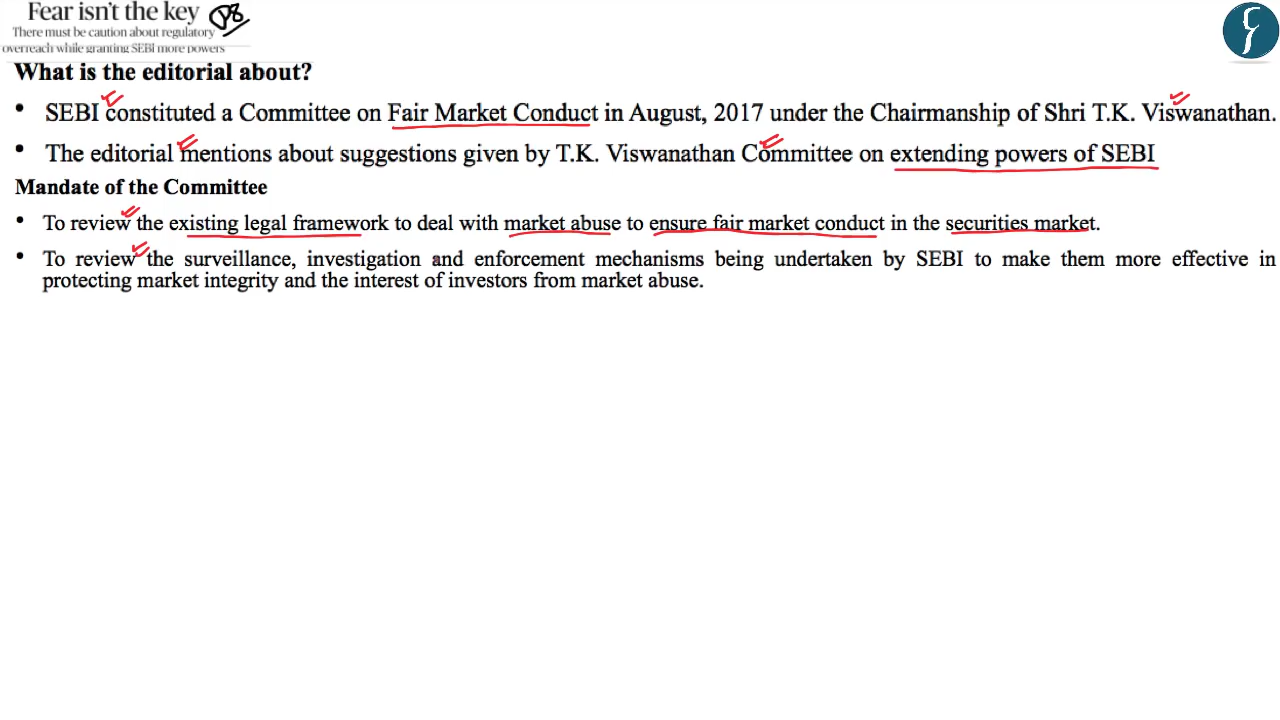 Fear isn't the key P8
There must be caution about regulatory
overreach while granting SEBI more powers
What is the editorial about?
• SEBI constituted a Committee on Fair Market Conduct in August, 2017 under the Chairmanship of Shri T.K. Viswanathan.
• The editorial mentions about suggestions given by T.K. Viswanathan Committee on extending powers of SEBI
Mandate of the Committee
• To review the existing legal framework to deal with market abuse to ensure fair market conduct in the securities market.
• To review the surveillance, investigation and enforcement mechanisms being undertaken by SEBI to make them more effective in
protecting market integrity and the interest of investors from market abuse.